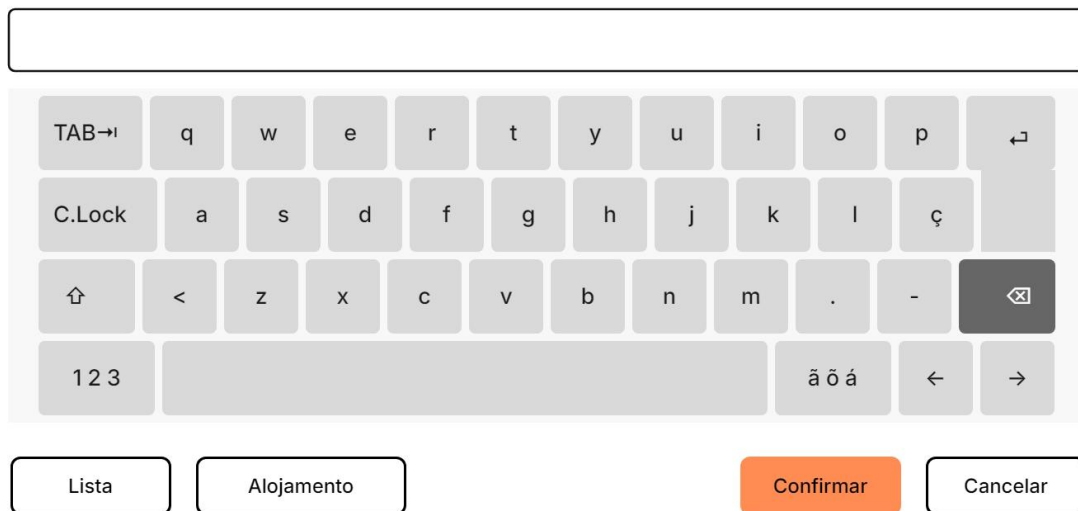 TAB q w e r t y u i o p
C.Lock a s d f g h j k l ç
< z x c v b n m . -
1 2 3 ã õ á ← →
Lista Alojamento Confirmar Cancelar